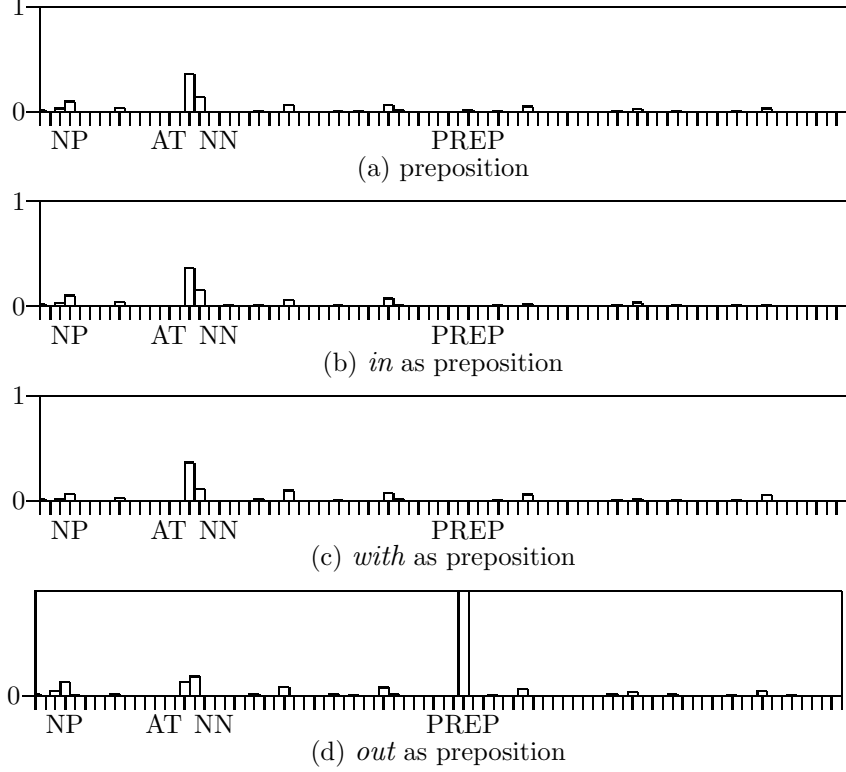 1
0
NP AT NN PREP
(a) preposition
1
0
NP AT NN PREP
(b) in as preposition
1
0
NP AT NN PREP
(c) with as preposition
0
NP AT NN PREP
(d) out as preposition